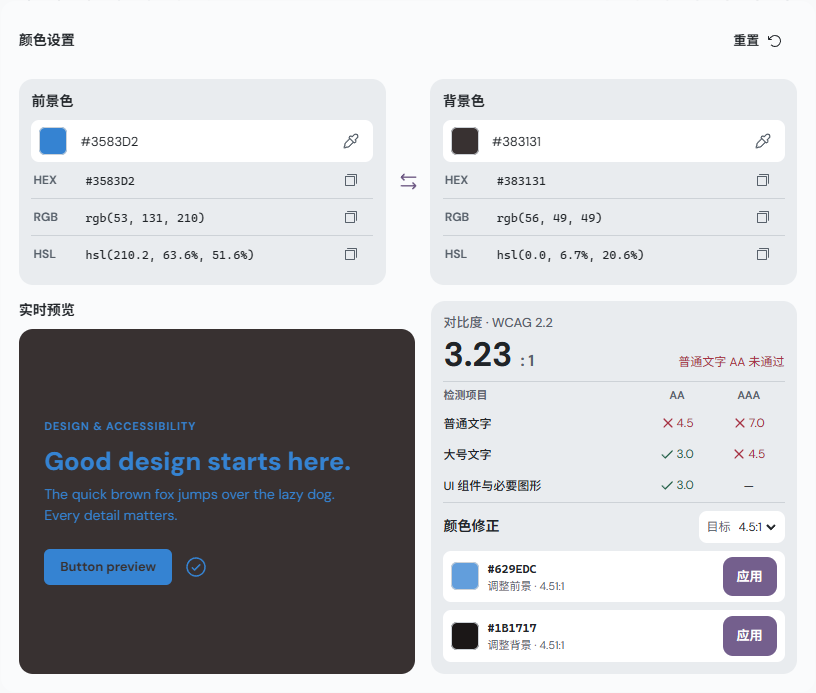 颜色设置
重置
前景色
#3583D2
HEX #3583D2
RGB rgb(53, 131, 210)
HSL hsl(210.2, 63.6%, 51.6%)
背景色
#383131
HEX #383131
RGB rgb(56, 49, 49)
HSL hsl(0.0, 6.7%, 20.6%)
实时预览
DESIGN & ACCESSIBILITY
Good design starts here.
The quick brown fox jumps over the lazy dog.
Every detail matters.
Button preview
对比度 · WCAG 2.2
3.23 :1 普通文字 AA 未通过
检测项目 AA AAA
普通文字 4.5 7.0
大号文字 3.0 4.5
UI 组件与必要图形 3.0 —
颜色修正 目标 4.5:1
#629EDC
调整前景 · 4.51:1
应用
#1B1717
调整背景 · 4.51:1
应用